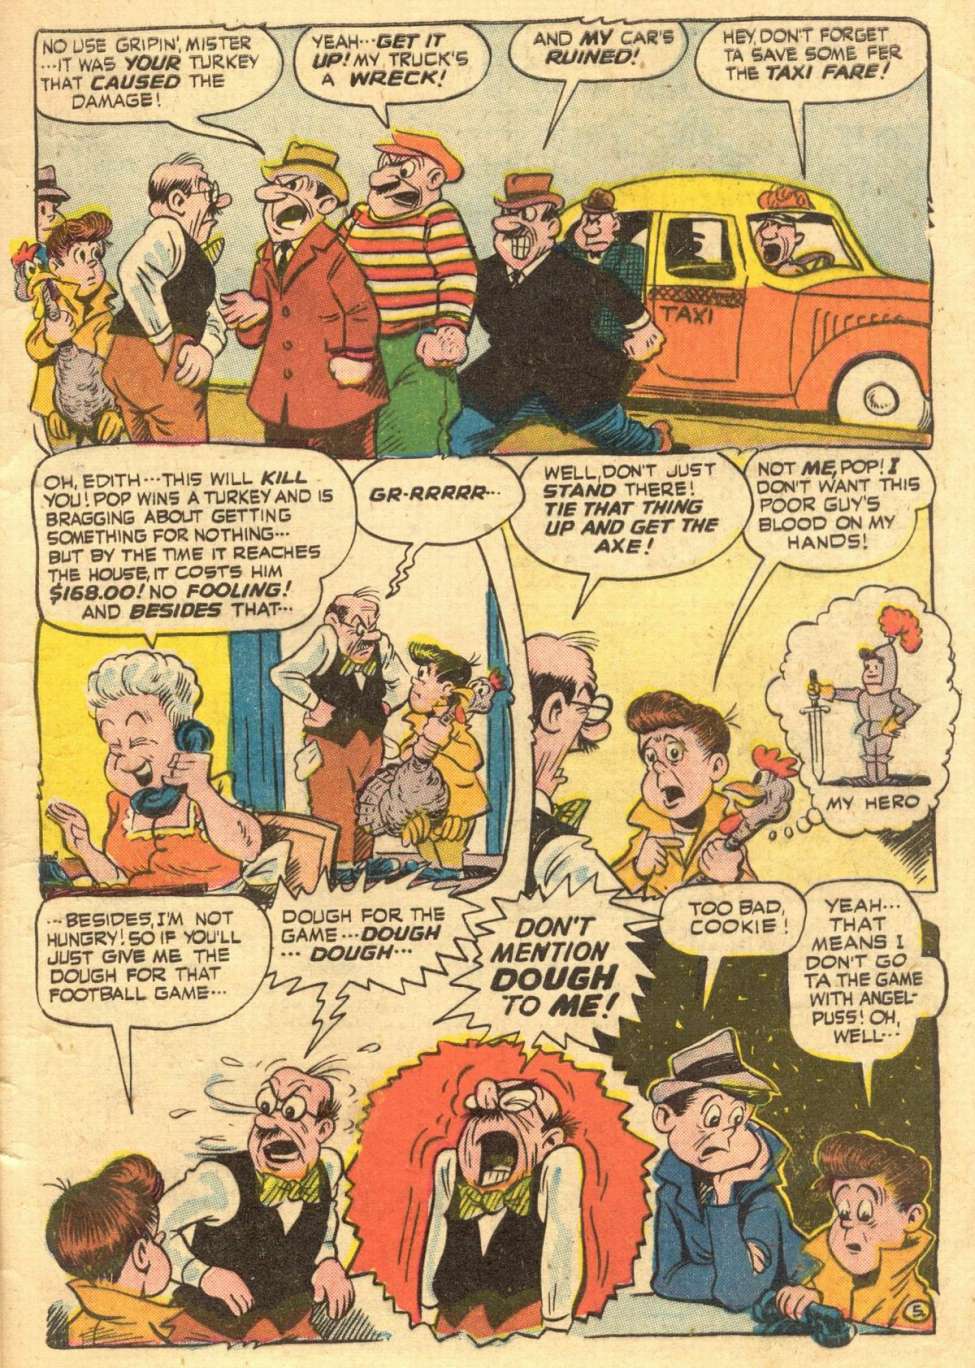 NO USE GRIPIN', MISTER
...IT WAS YOUR TURKEY
THAT CAUSED THE
DAMAGE!
YEAH---GET IT
UP! MY TRUCK'S
A WRECK!
AND MY CAR'S
RUINED!
HEY, DON'T FORGET
TA SAVE SOME FER
THE TAXI FARE!
TAXI
OH, EDITH---THIS WILL KILL
YOU! POP WINS A TURKEY AND IS
BRAGGING ABOUT GETTING
SOMETHING FOR NOTHING---
BUT BY THE TIME IT REACHES
THE HOUSE, IT COSTS HIM
$168.00! NO FOOLING!
AND BESIDES THAT---
GR-RRRRR---
WELL, DON'T JUST
STAND THERE!
TIE THAT THING
UP AND GET THE
AXE!
NOT ME, POP! I
DON'T WANT THIS
POOR GUY'S
BLOOD ON MY
HANDS!
MY HERO
---BESIDES, I'M NOT
HUNGRY! SO IF YOU'LL
JUST GIVE ME THE
DOUGH FOR THAT
FOOTBALL GAME---
DOUGH FOR THE
GAME---DOUGH
--- DOUGH---
DON'T
MENTION
DOUGH
TO ME!
TOO BAD,
COOKIE!
YEAH---
THAT
MEANS I
DON'T GO
TA THE GAME
WITH ANGEL-
PUSS! OH,
WELL---
5